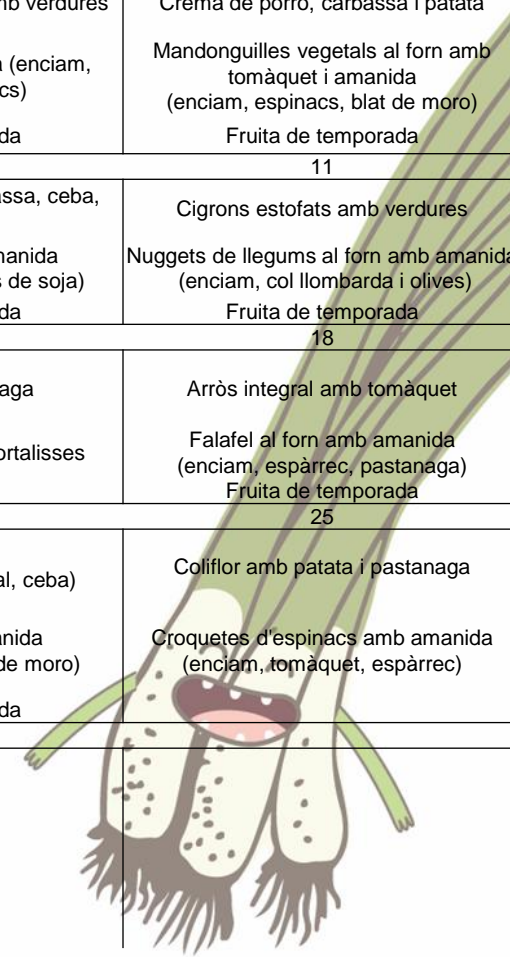 mb verdures
Crema de porro, carbassa i patata
(enciam,
cs)
Mandonguilles vegetals al forn amb
tomàquet i amanida
(enciam, espinacs, blat de moro)
da
Fruita de temporada
11
assa, ceba,
Cigrons estofats amb verdures
manida
s de soja)
Nuggets de llegums al forn amb amanida
(enciam, col llombarda i olives)
da
Fruita de temporada
18
aga
Arròs integral amb tomàquet
ortalisses
Falafel al forn amb amanida
(enciam, espàrrec, pastanaga)
Fruita de temporada
25
al, ceba)
Coliflor amb patata i pastanaga
anida
de moro)
Croquetes d'espinacs amb amanida
(enciam, tomàquet, espàrrec)
da